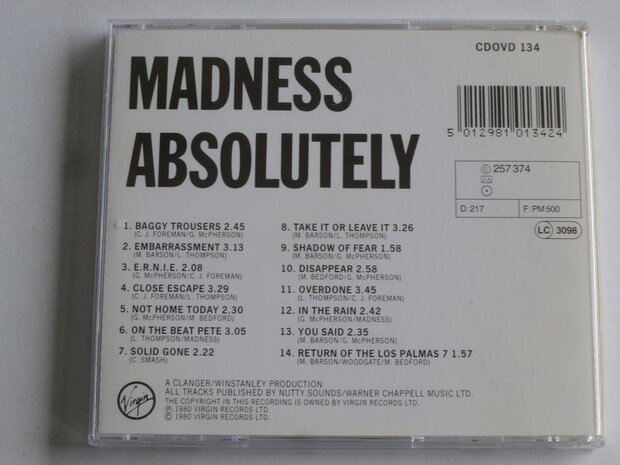 CDOVD 134
MADNESS
ABSOLUTELY
5 012981 013424
257374
D: 217 F: PM 500
LC 3098
1. BAGGY TROUSERS 2.45
(C. J. FOREMAN/G. McPHERSON)
2. EMBARRASSMENT 3.13
(M. BARSON/L. THOMPSON)
3. E.R.N.I.E. 2.08
(G. McPHERSON/C. J. FOREMAN)
4. CLOSE ESCAPE 3.29
(C. J. FOREMAN/L. THOMPSON)
5. NOT HOME TODAY 2.30
(G. McPHERSON/M. BEDFORD)
6. ON THE BEAT PETE 3.05
(L. THOMPSON/MADNESS)
7. SOLID GONE 2.22
(C. SMASH)
8. TAKE IT OR LEAVE IT 3.26
(M. BARSON/L. THOMPSON)
9. SHADOW OF FEAR 1.58
(M. BARSON/G. McPHERSON)
10. DISAPPEAR 2.58
(M. BEDFORD/G. McPHERSON)
11. OVERDONE 3.45
(L. THOMPSON/C. J. FOREMAN)
12. IN THE RAIN 2.42
(G. McPHERSON/MADNESS)
13. YOU SAID 2.35
(M. BARSON/G. McPHERSON)
14. RETURN OF THE LOS PALMAS 7 1.57
(M. BARSON/WOODGATE/M. BEDFORD)
Virgin
A CLANGER/WINSTANLEY PRODUCTION
ALL TRACKS PUBLISHED BY NUTTY SOUNDS/WARNER CHAPPELL MUSIC LTD.
THE COPYRIGHT IN THIS RECORDING IS OWNED BY VIRGIN RECORDS LTD.
℗ 1980 VIRGIN RECORDS LTD.
© 1980 VIRGIN RECORDS LTD.